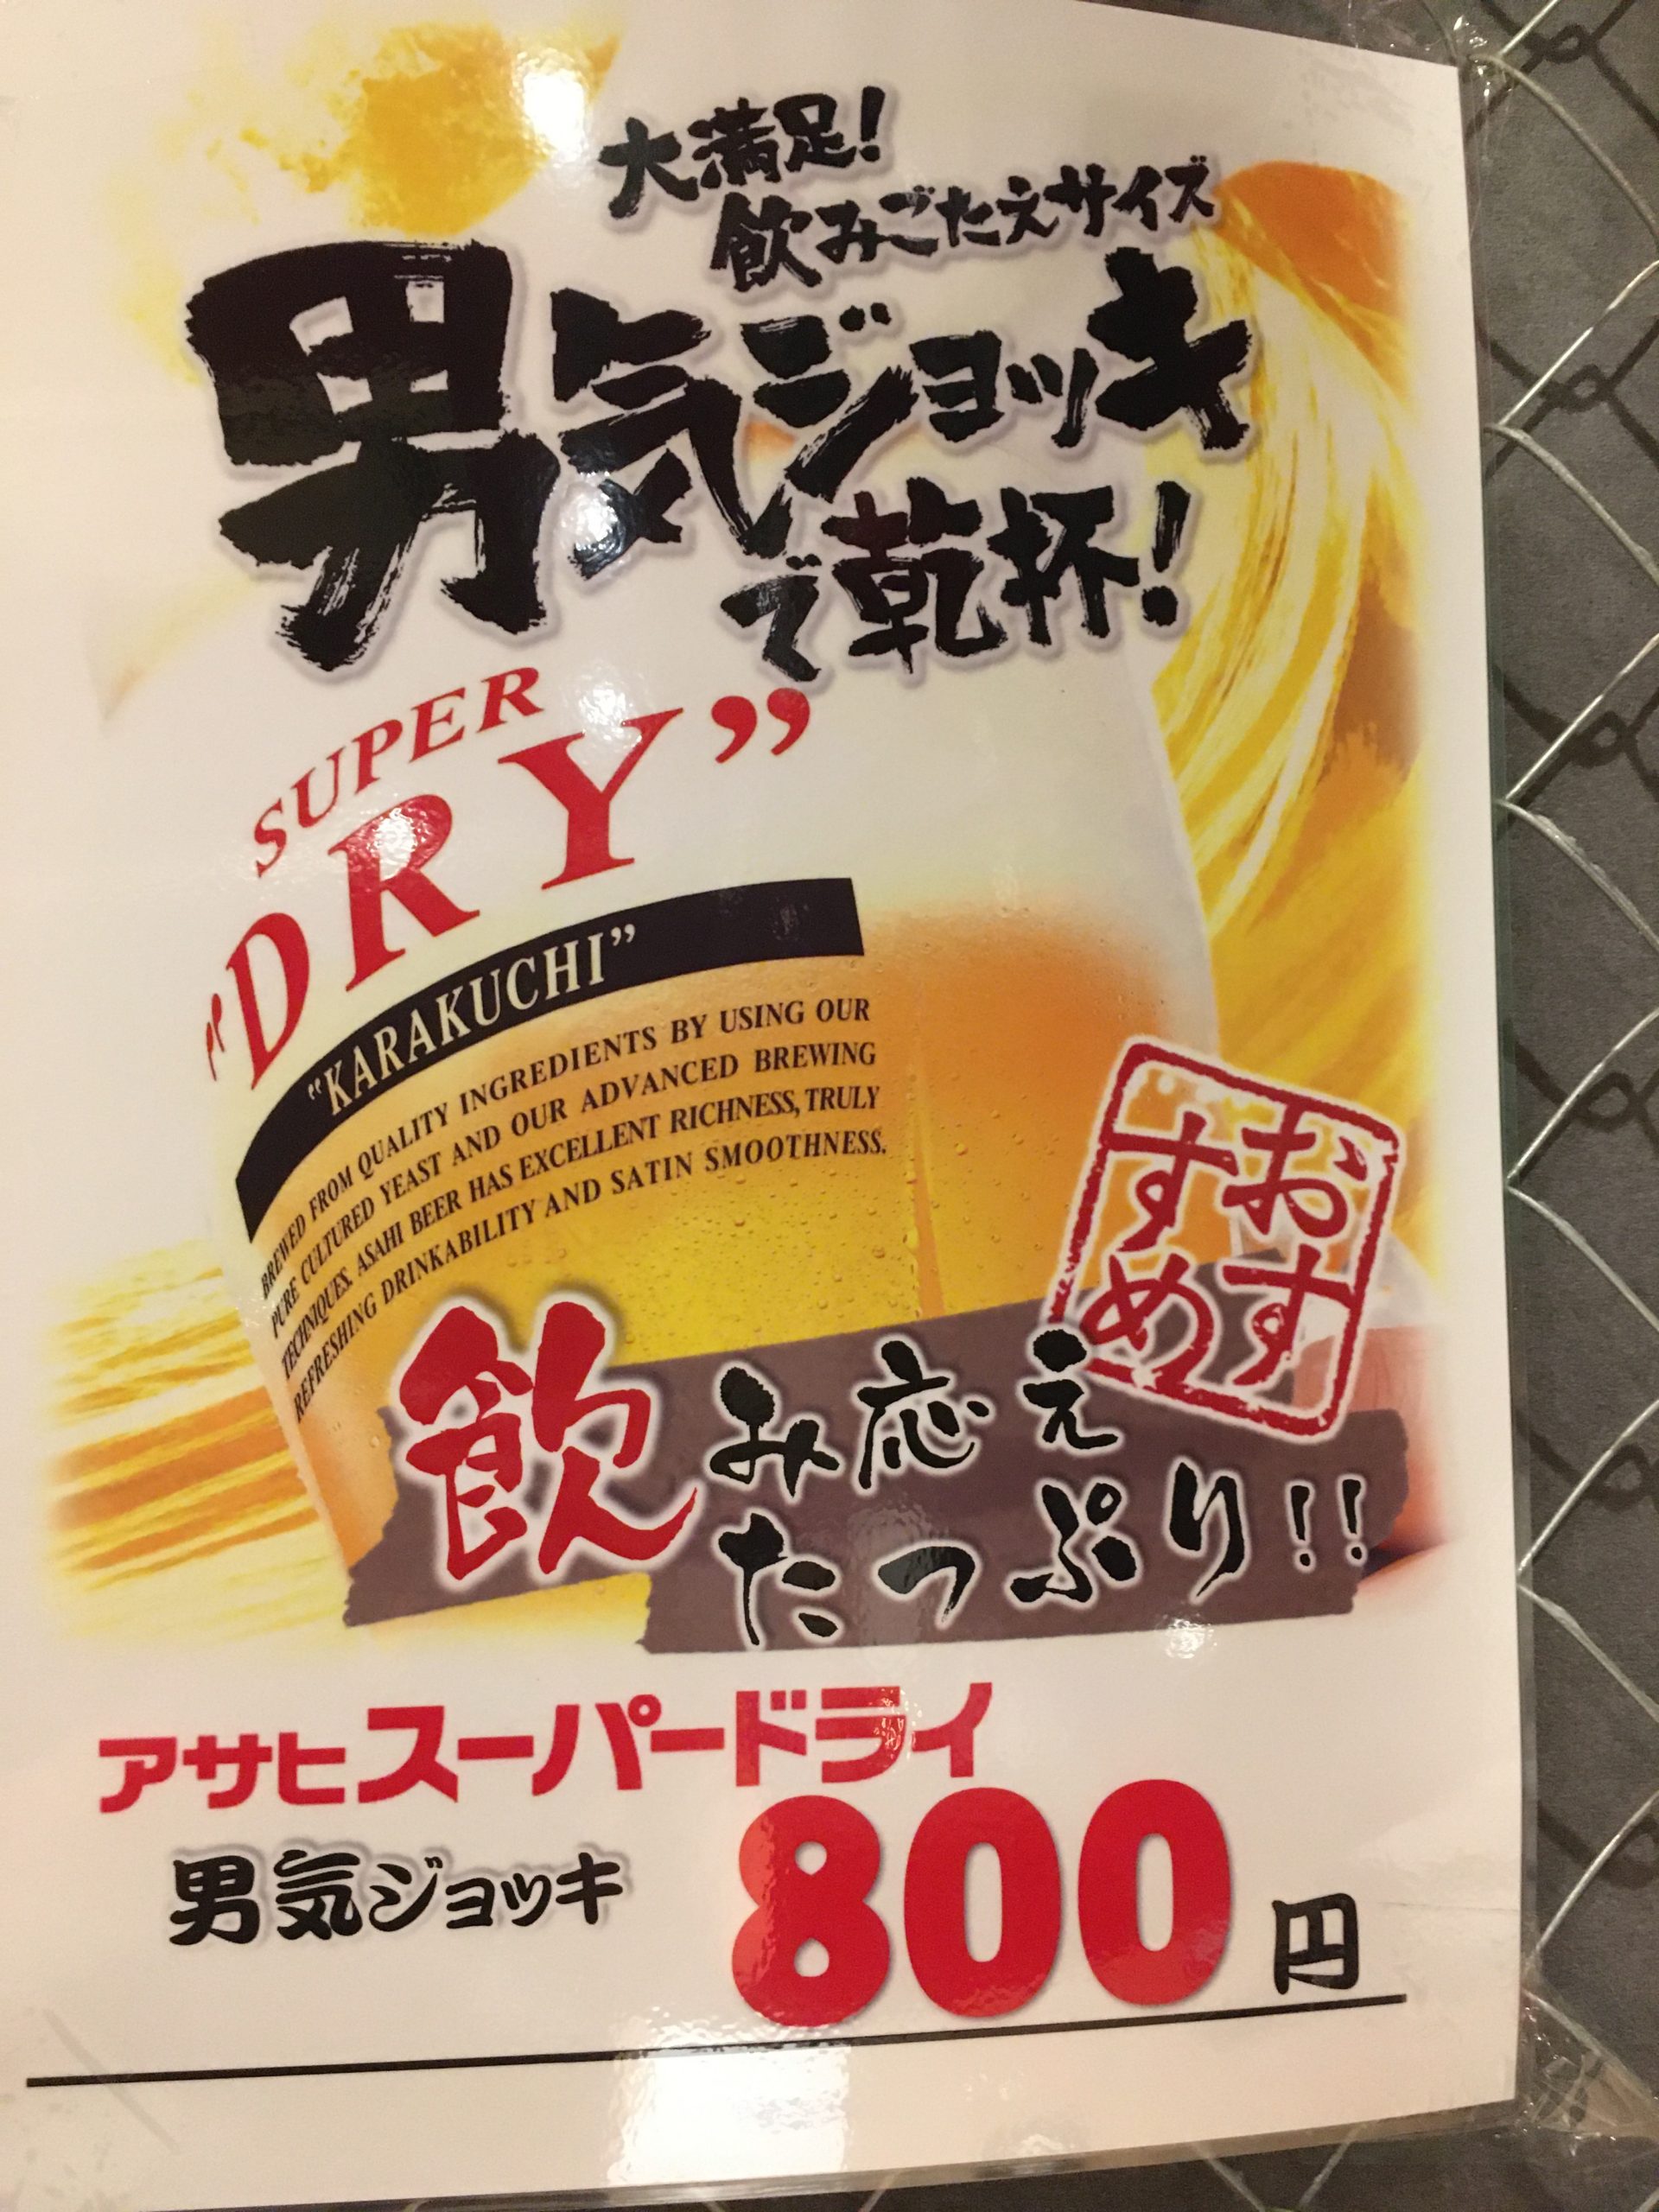 大満足!
飲みごたえサイズ
男気ジョッキ
で乾杯!
SUPER
"DRY"
"KARAKUCHI"
BREWED FROM QUALITY INGREDIENTS BY USING OUR
PURE CULTURED YEAST AND OUR ADVANCED BREWING
TECHNIQUES. ASAHI BEER HAS EXCELLENT RICHNESS, TRULY
REFRESHING DRINKABILITY AND SATIN SMOOTHNESS.
おす
すめ
飲み応え
たっぷり!!
アサヒスーパードライ
男気ジョッキ 800円